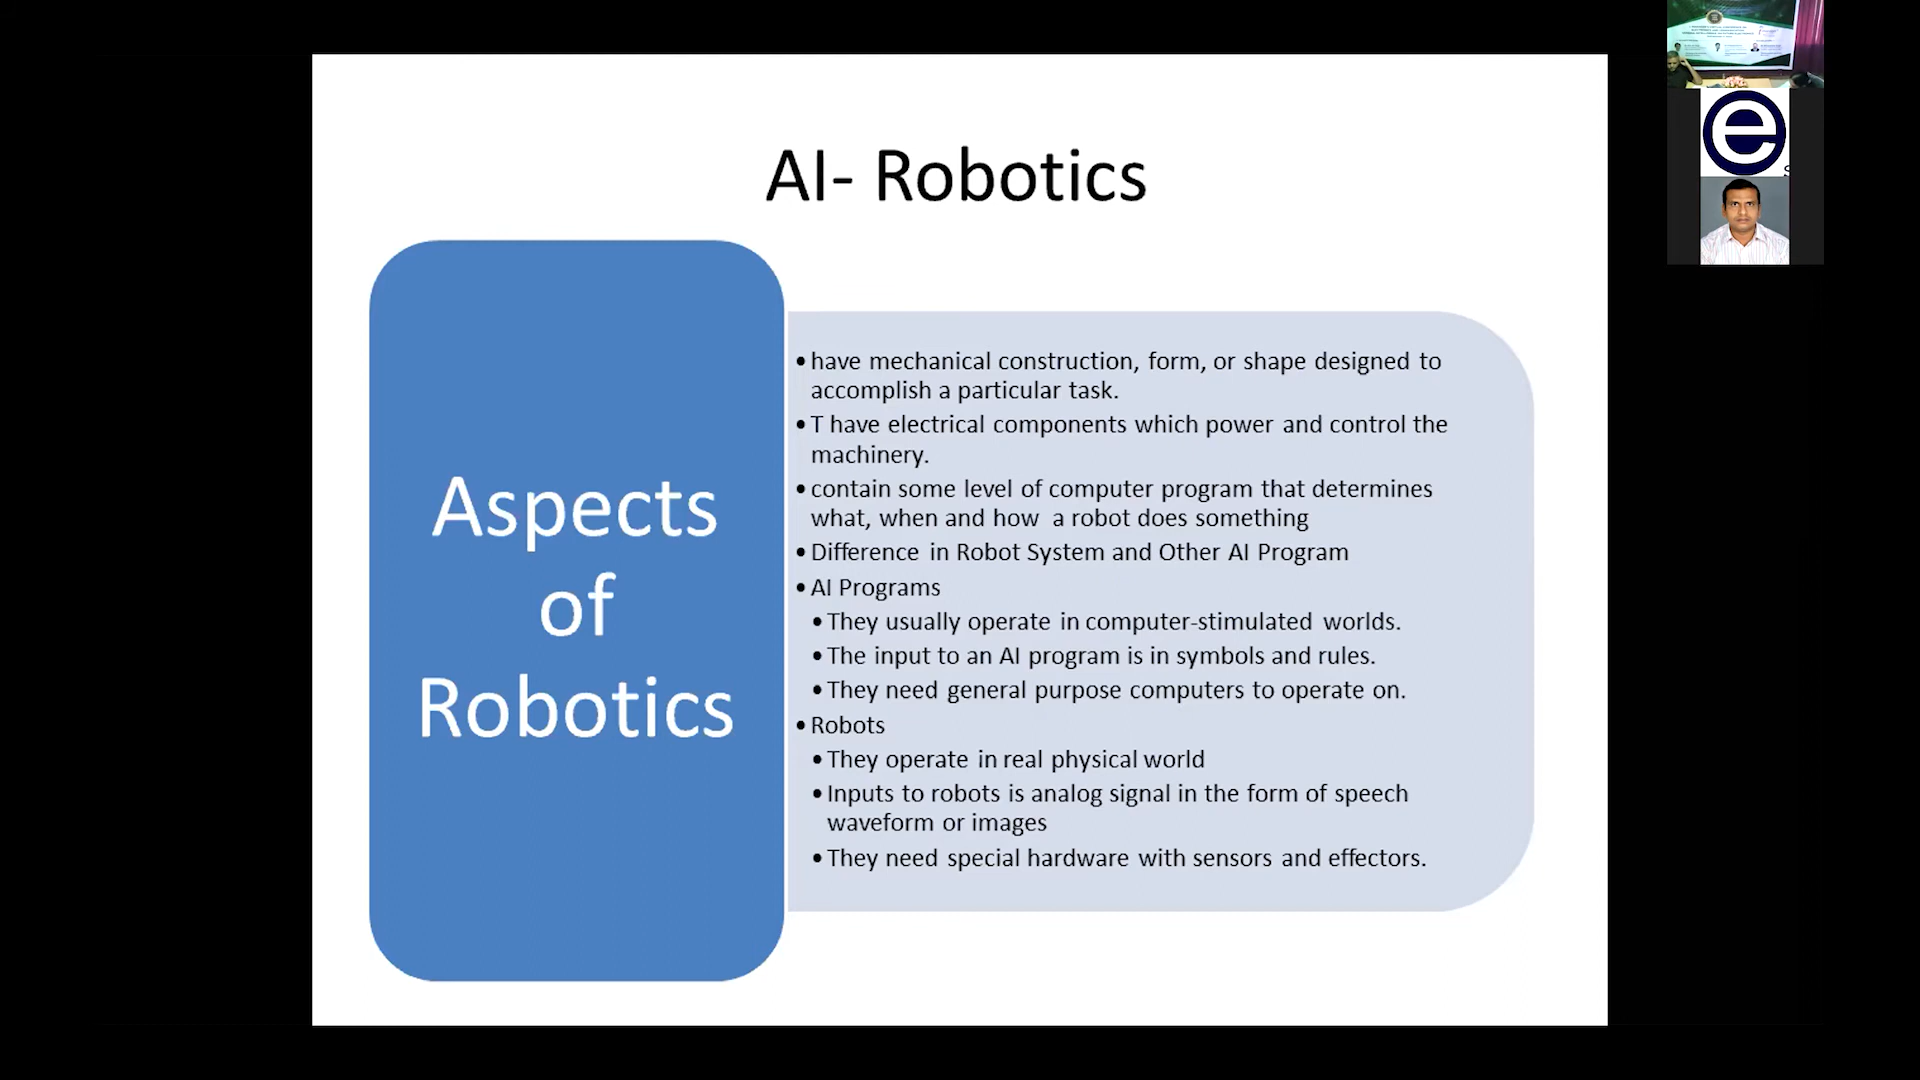 AI- Robotics
Aspects
of
Robotics
•have mechanical construction, form, or shape designed to
accomplish a particular task.
•T have electrical components which power and control the
machinery.
•contain some level of computer program that determines
what, when and how a robot does something
•Difference in Robot System and Other AI Program
•AI Programs
•They usually operate in computer-stimulated worlds.
•The input to an AI program is in symbols and rules.
•They need general purpose computers to operate on.
•Robots
•They operate in real physical world
•Inputs to robots is analog signal in the form of speech
waveform or images
•They need special hardware with sensors and effectors.
e